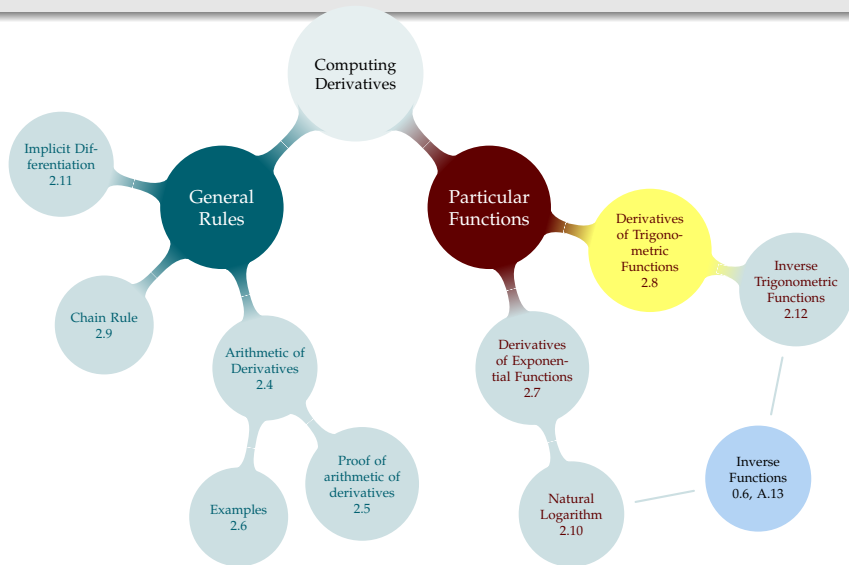 Computing
Derivatives
Implicit Dif-
ferentiation
2.11
General
Rules
Particular
Functions
Derivatives
of Trigono-
metric
Functions
2.8
Inverse
Trigonometric
Functions
2.12
Chain Rule
2.9
Arithmetic of
Derivatives
2.4
Derivatives
of Exponen-
tial Functions
2.7
Examples
2.6
Proof of
arithmetic of
derivatives
2.5
Natural
Logarithm
2.10
Inverse
Functions
0.6, A.13